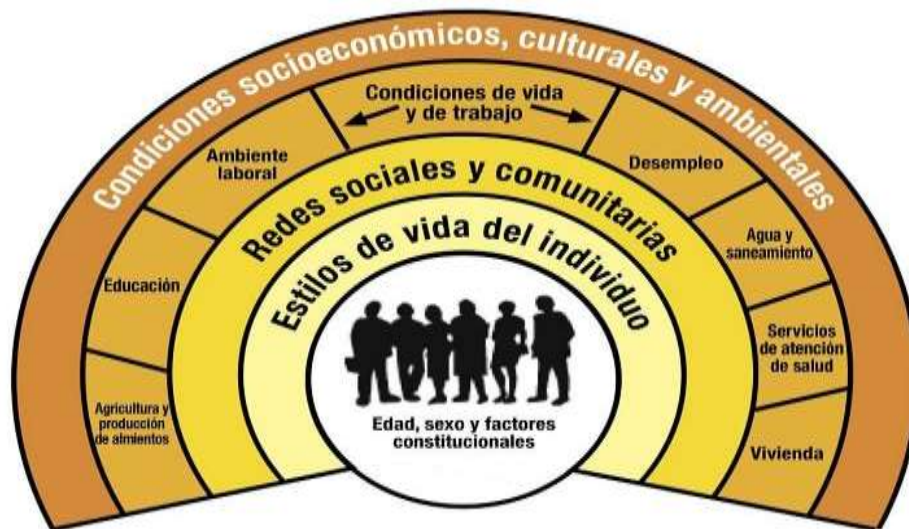 Condiciones socioeconómicos, culturales y ambientales
Condiciones de vida
y de trabajo
Ambiente
laboral
Desempleo
Redes sociales y comunitarias
Agua y
saneamiento
Estilos de vida del individuo
Educación
Servicios
de atención
de salud
Agricultura y
producción
de almientos
Edad, sexo y factores
constitucionales
Vivienda